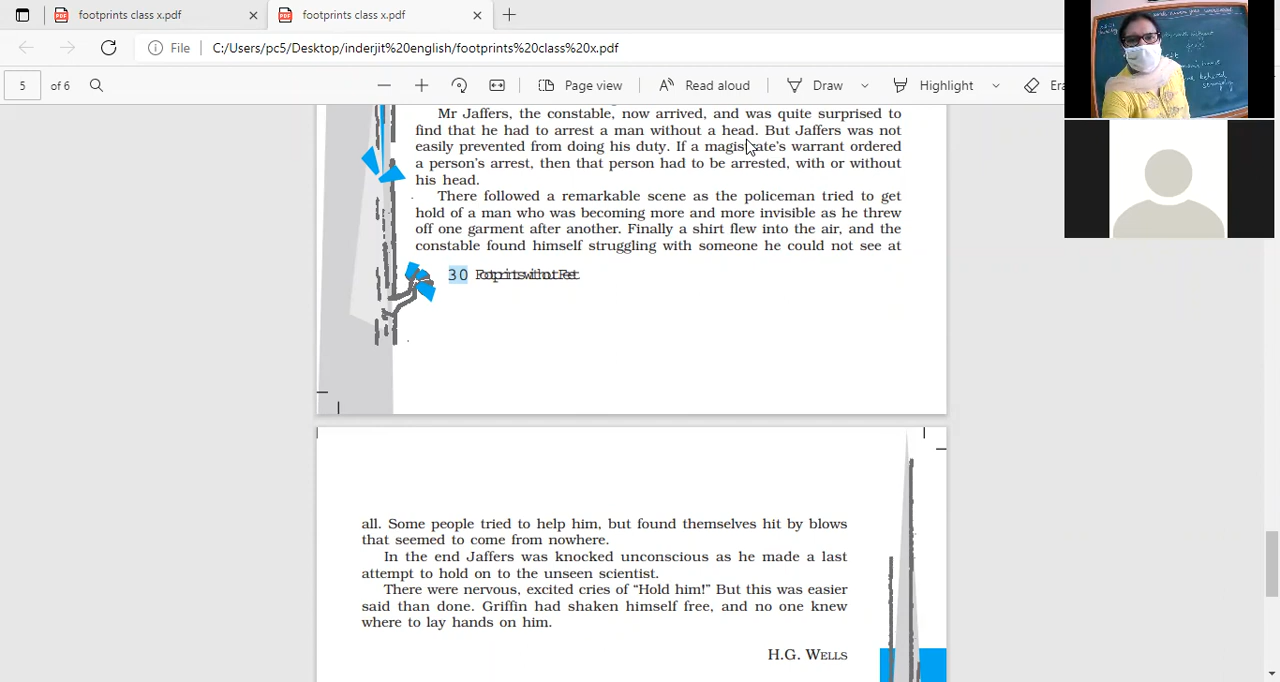 footprints class x.pdf
footprints class x.pdf
File
C:/Users/pc5/Desktop/inderjit%20english/footprints%20class%20x.pdf
5 of 6
Page view
Read aloud
Draw
Highlight
Era
Mr Jaffers, the constable, now arrived, and was quite surprised to
find that he had to arrest a man without a head. But Jaffers was not
easily prevented from doing his duty. If a magistrate's warrant ordered
a person's arrest, then that person had to be arrested, with or without
his head.
There followed a remarkable scene as the policeman tried to get
hold of a man who was becoming more and more invisible as he threw
off one garment after another. Finally a shirt flew into the air, and the
constable found himself struggling with someone he could not see at
30
all. Some people tried to help him, but found themselves hit by blows
that seemed to come from nowhere.
In the end Jaffers was knocked unconscious as he made a last
attempt to hold on to the unseen scientist.
There were nervous, excited cries of “Hold him!” But this was easier
said than done. Griffin had shaken himself free, and no one knew
where to lay hands on him.
H.G. WELLS